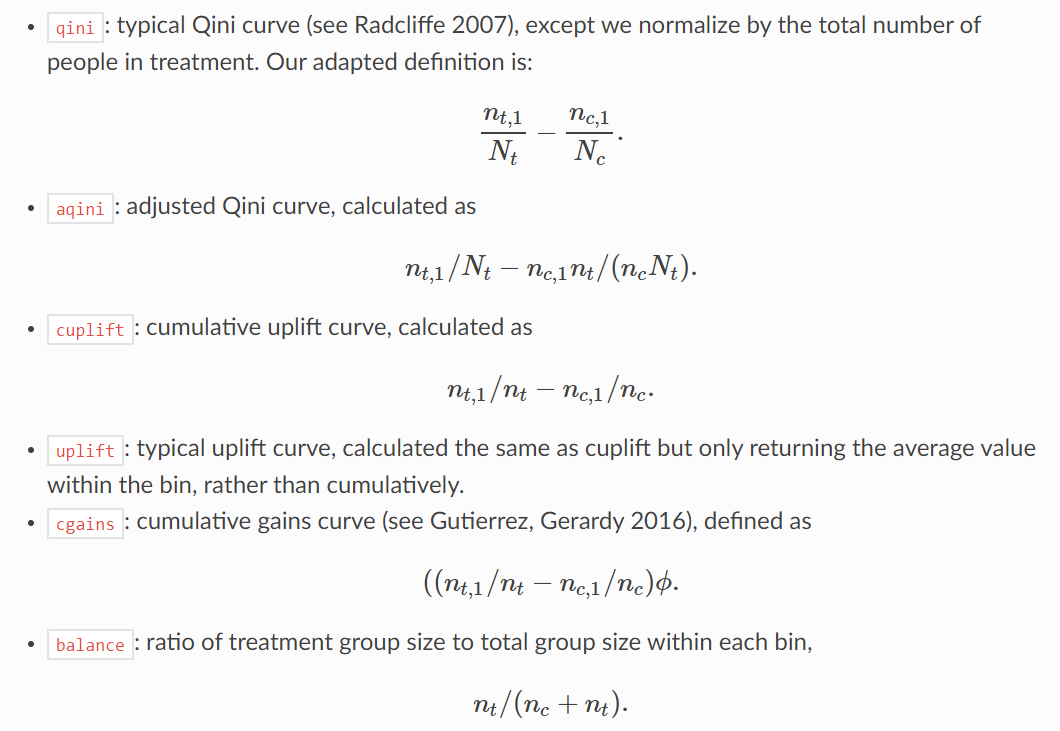 • qini: typical Qini curve (see Radcliffe 2007), except we normalize by the total number of
people in treatment. Our adapted definition is:
$$\frac{n_{t,1}}{N_t} - \frac{n_{c,1}}{N_c}.$$
• aqini: adjusted Qini curve, calculated as
$$n_{t,1}/N_t - n_{c,1}n_t/(n_cN_t).$$
• cuplift: cumulative uplift curve, calculated as
$$n_{t,1}/n_t - n_{c,1}/n_c.$$
• uplift: typical uplift curve, calculated the same as cuplift but only returning the average value
within the bin, rather than cumulatively.
• cgains: cumulative gains curve (see Gutierrez, Gerardy 2016), defined as
$$((n_{t,1}/n_t - n_{c,1}/n_c)\phi.$$
• balance: ratio of treatment group size to total group size within each bin,
$$n_t/(n_c + n_t).$$